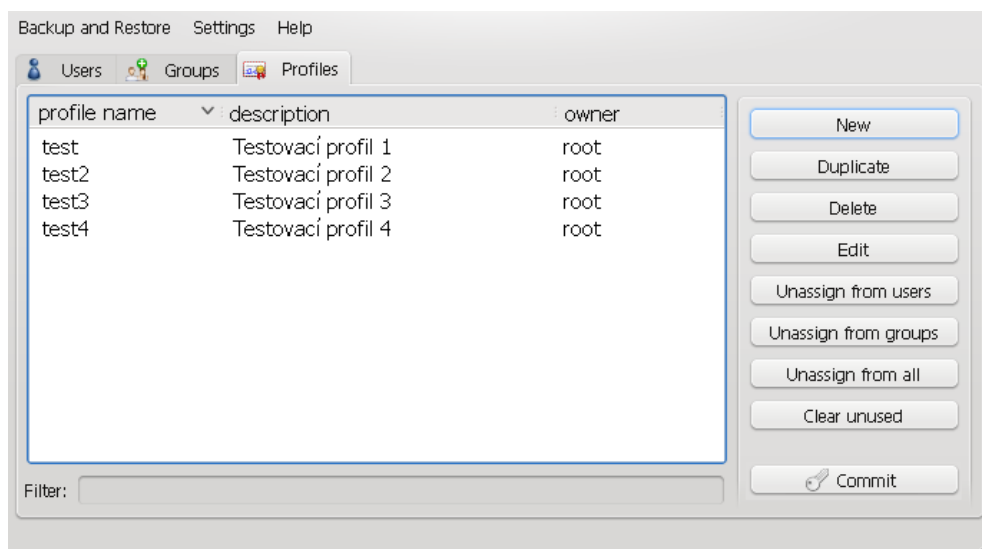 Backup and Restore Settings Help
Users Groups Profiles
profile name description owner
test Testovací profil 1 root
test2 Testovací profil 2 root
test3 Testovací profil 3 root
test4 Testovací profil 4 root
New
Duplicate
Delete
Edit
Unassign from users
Unassign from groups
Unassign from all
Clear unused
Commit
Filter: